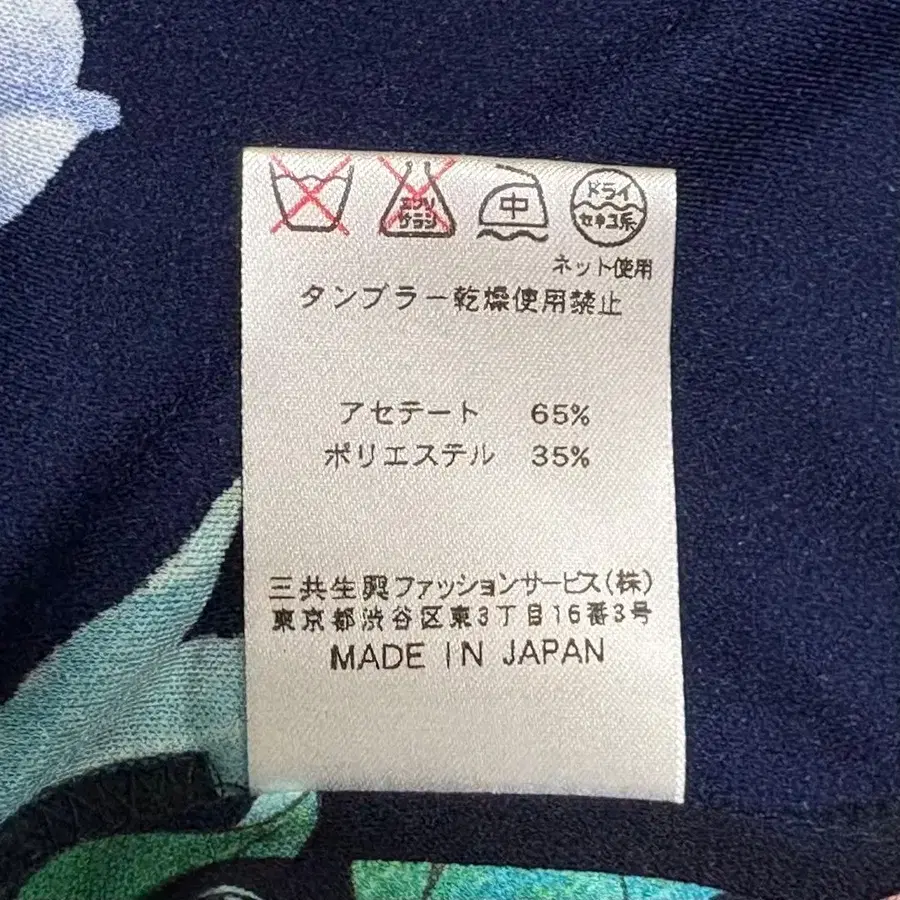 エンソ
サラシ
中
ドライ
セキユ系
ネット使用
タンブラー乾燥使用禁止
アセテート 65%
ポリエステル 35%
三共生興ファッションサービス(株)
東京都渋谷区東3丁目16番3号
MADE IN JAPAN